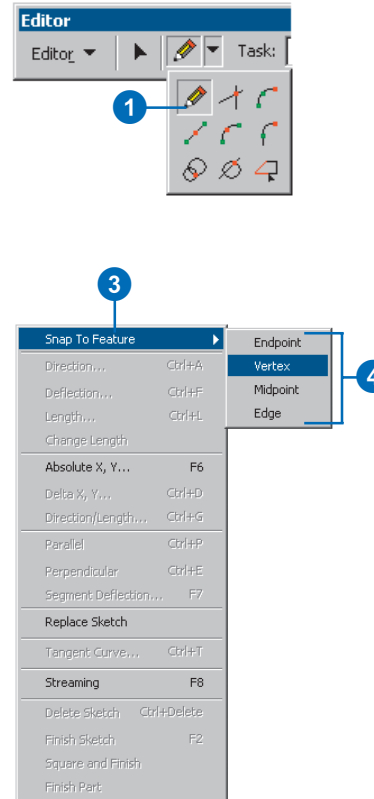 Editor
Editor Task:
1
3
Snap To Feature Endpoint
Direction... Ctrl+A Vertex
Deflection... Ctrl+F Midpoint
Length... Ctrl+L Edge
4
Change Length
Absolute X, Y... F6
Delta X, Y... Ctrl+D
Direction/Length... Ctrl+G
Parallel Ctrl+P
Perpendicular Ctrl+E
Segment Deflection... F7
Replace Sketch
Tangent Curve... Ctrl+T
Streaming F8
Delete Sketch Ctrl+Delete
Finish Sketch F2
Square and Finish
Finish Part